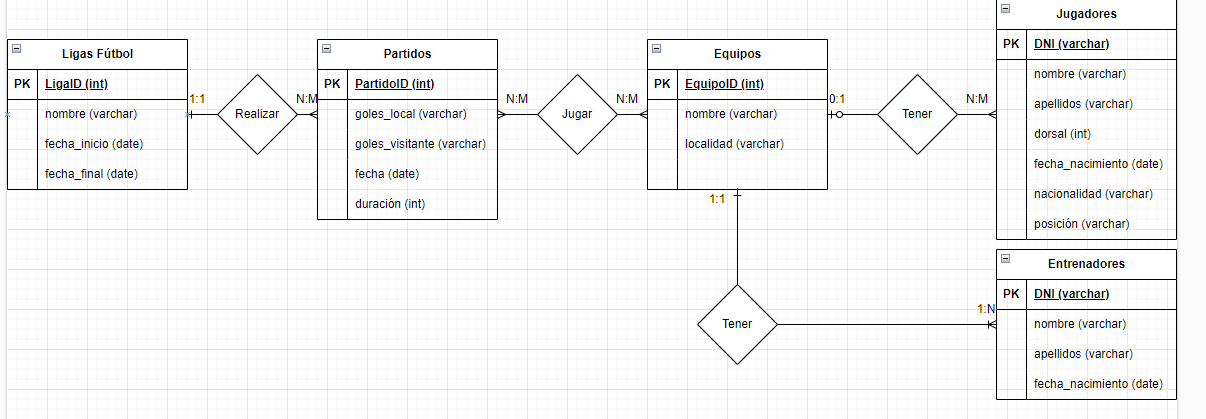 Ligas Fútbol
PK LigaID (int)
nombre (varchar)
fecha_inicio (date)
fecha_final (date)
1:1
Realizar
N:M
Partidos
PK PartidoID (int)
goles_local (varchar)
goles_visitante (varchar)
fecha (date)
duración (int)
N:M
Jugar
N:M
Equipos
PK EquipoID (int)
nombre (varchar)
localidad (varchar)
0:1
Tener
N:M
Jugadores
PK DNI (varchar)
nombre (varchar)
apellidos (varchar)
dorsal (int)
fecha_nacimiento (date)
nacionalidad (varchar)
posición (varchar)
1:1
Tener
1:N
Entrenadores
PK DNI (varchar)
nombre (varchar)
apellidos (varchar)
fecha_nacimiento (date)